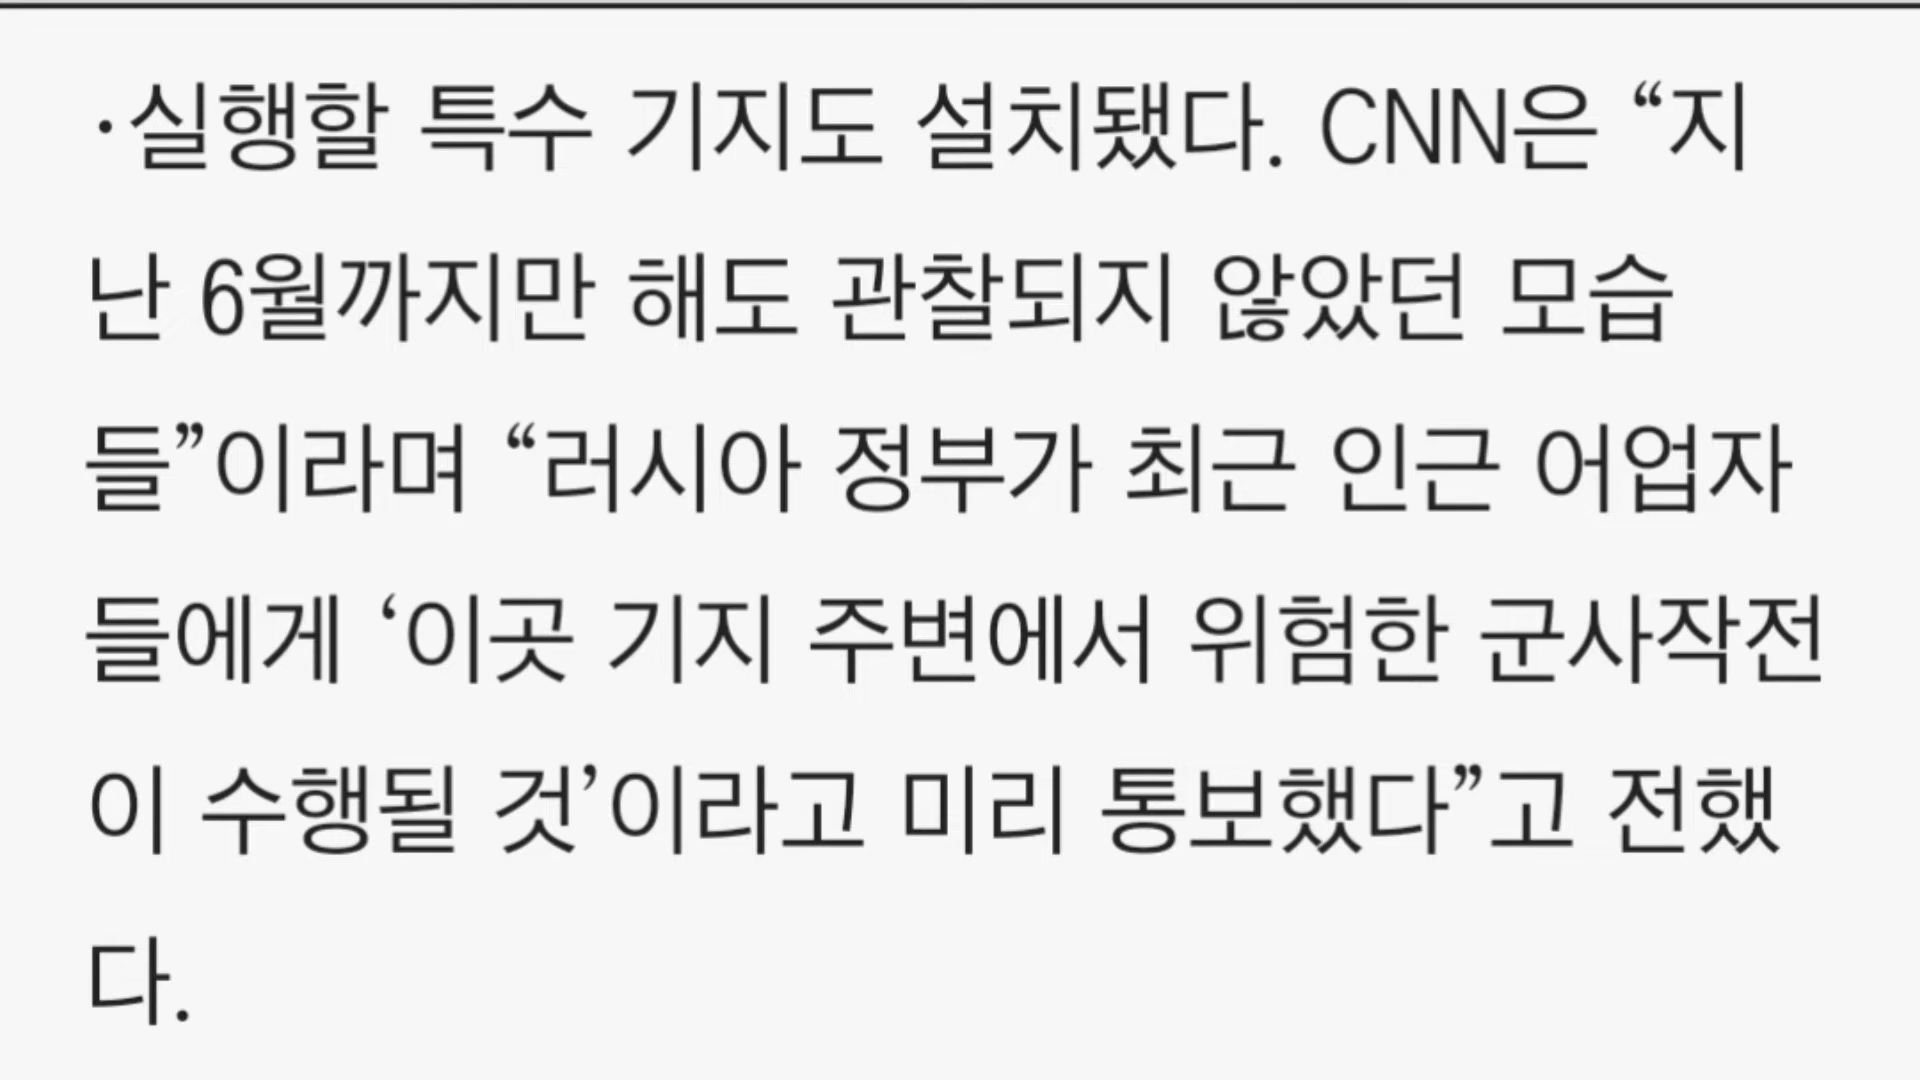 ·실행할 특수 기지도 설치됐다. CNN은 “지
난 6월까지만 해도 관찰되지 않았던 모습
들”이라며 “러시아 정부가 최근 인근 어업자
들에게 ‘이곳 기지 주변에서 위험한 군사작전
이 수행될 것’이라고 미리 통보했다”고 전했
다.